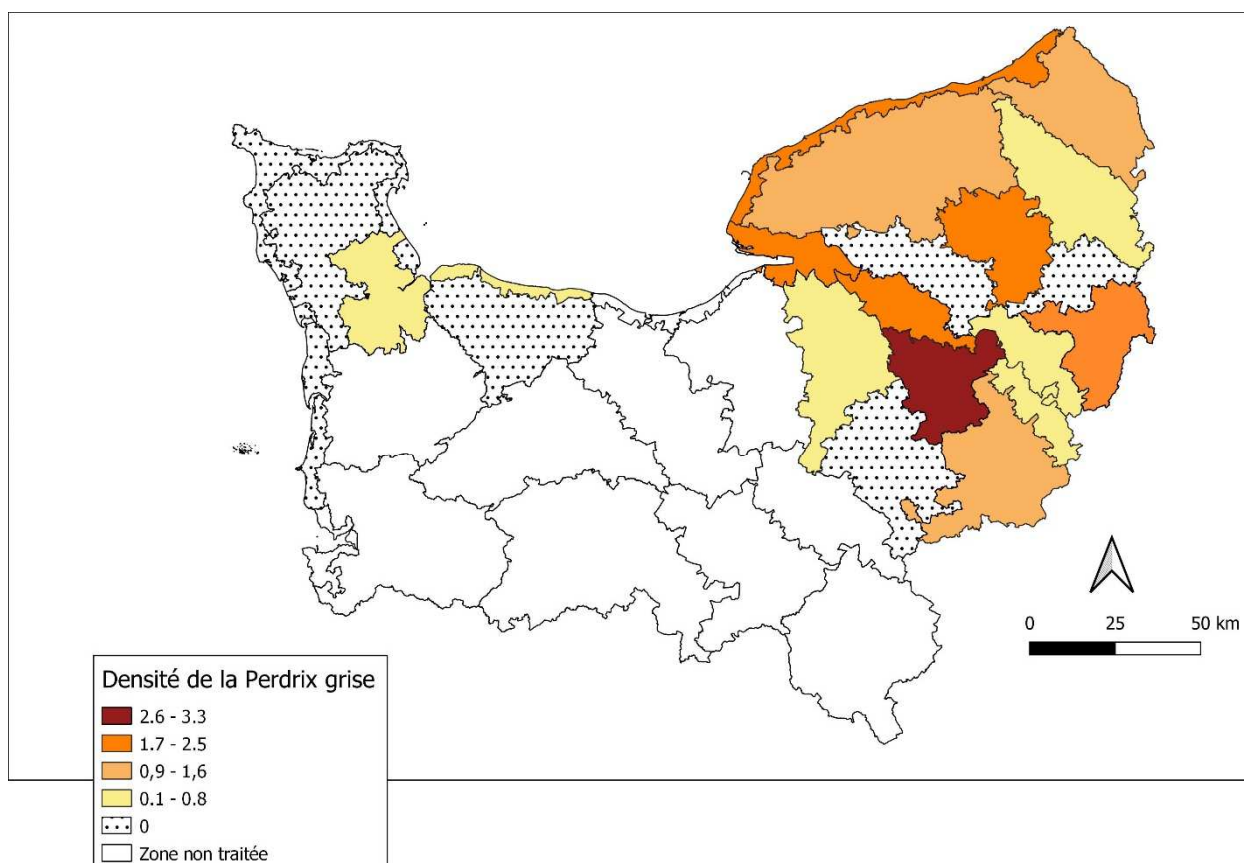 0 25 50 km
Densité de la Perdrix grise
2.6 - 3.3
1.7 - 2.5
0,9 - 1,6
0.1 - 0.8
0
Zone non traitée